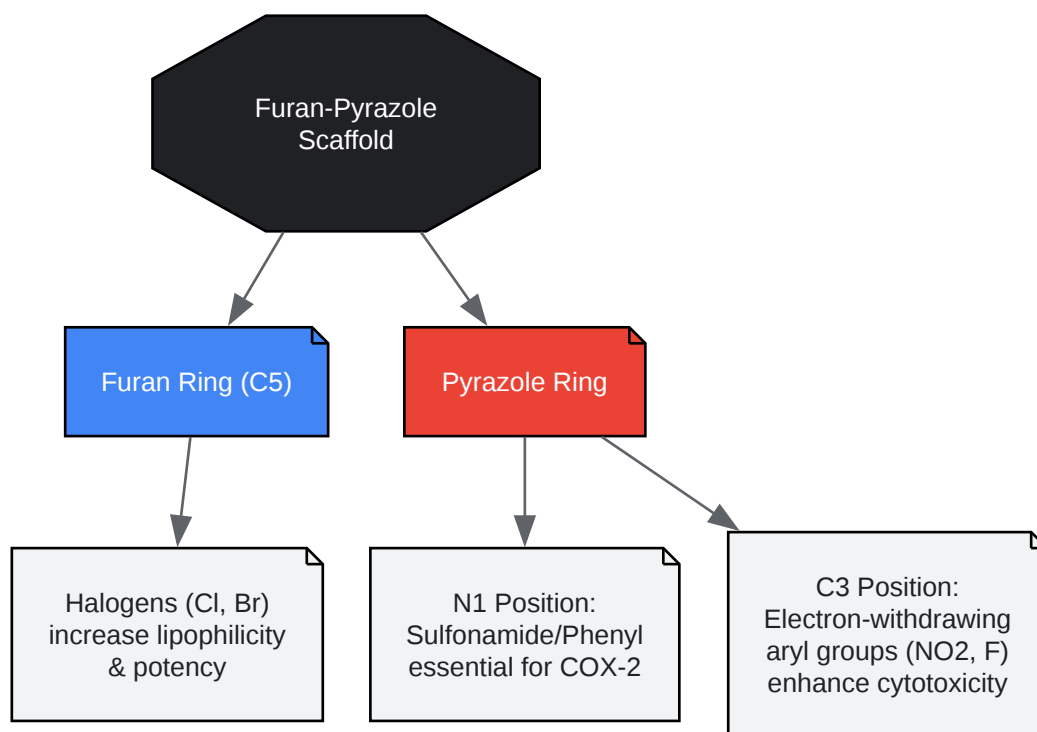 Furan-Pyrazole
Scaffold
Furan Ring (C5)
Pyrazole Ring
Halogens (Cl, Br)
increase lipophilicity
& potency
N1 Position:
Sulfonamide/Phenyl
essential for COX-2
C3 Position:
Electron-withdrawing
aryl groups (NO2, F)
enhance cytotoxicity